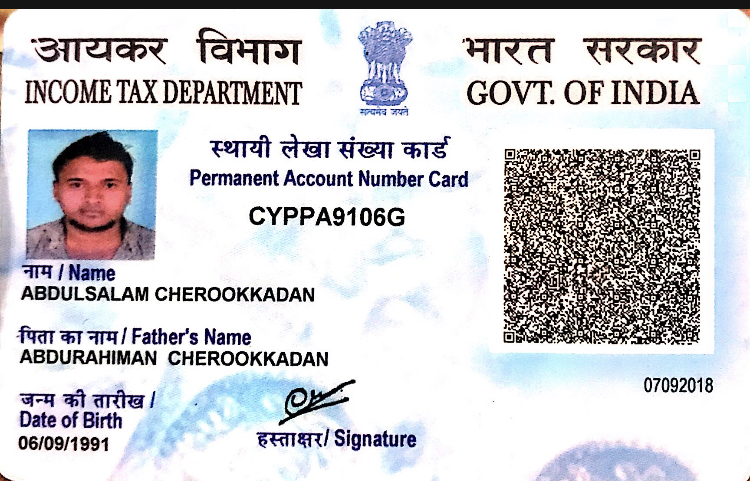 आयकर विभाग
INCOME TAX DEPARTMENT
सत्यमेव जयते
भारत सरकार
GOVT. OF INDIA
स्थायी लेखा संख्या कार्ड
Permanent Account Number Card
CYPPA9106G
नाम / Name
ABDULSALAM CHEROOKKADAN
पिता का नाम / Father's Name
ABDURAHIMAN CHEROOKKADAN
जन्म की तारीख /
Date of Birth
06/09/1991
हस्ताक्षर/ Signature
07092018